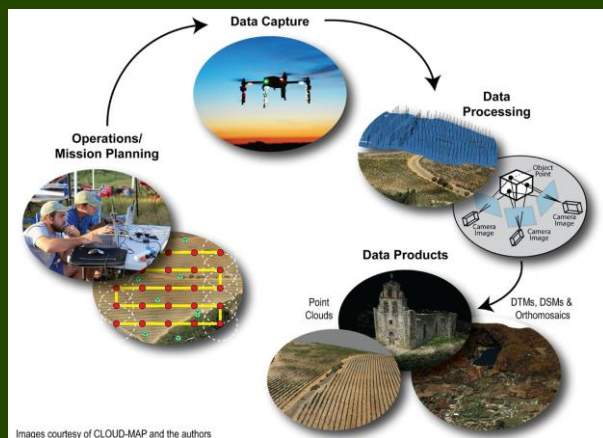 Data Capture
Operations/
Mission Planning
Data
Processing
Object
Point
Camera
Image
Camera
Image
Camera
Image
Data Products
Point
Clouds
DTMs, DSMs &
Orthomosaics
Images courtesy of CLOUD-MAP and the authors